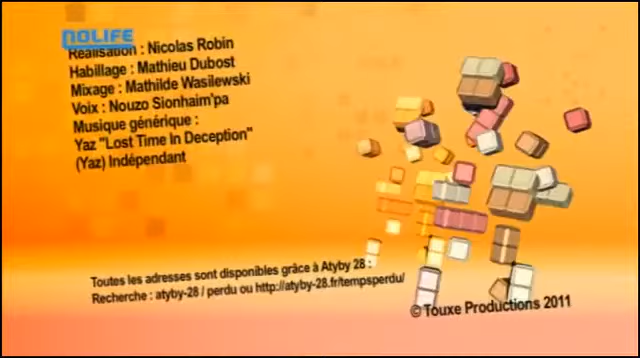 NOLIFE
Réalisation : Nicolas Robin
Habillage : Mathieu Dubost
Mixage : Mathilde Wasilewski
Voix : Nouzo Sionhaim'pa
Musique générique :
Yaz "Lost Time In Deception"
(Yaz) Indépendant
Toutes les adresses sont disponibles grâce à Atyby 28 :
Recherche : atyby-28 / perdu ou http://atyby-28.fr/tempsperdu/
© Touxe Productions 2011